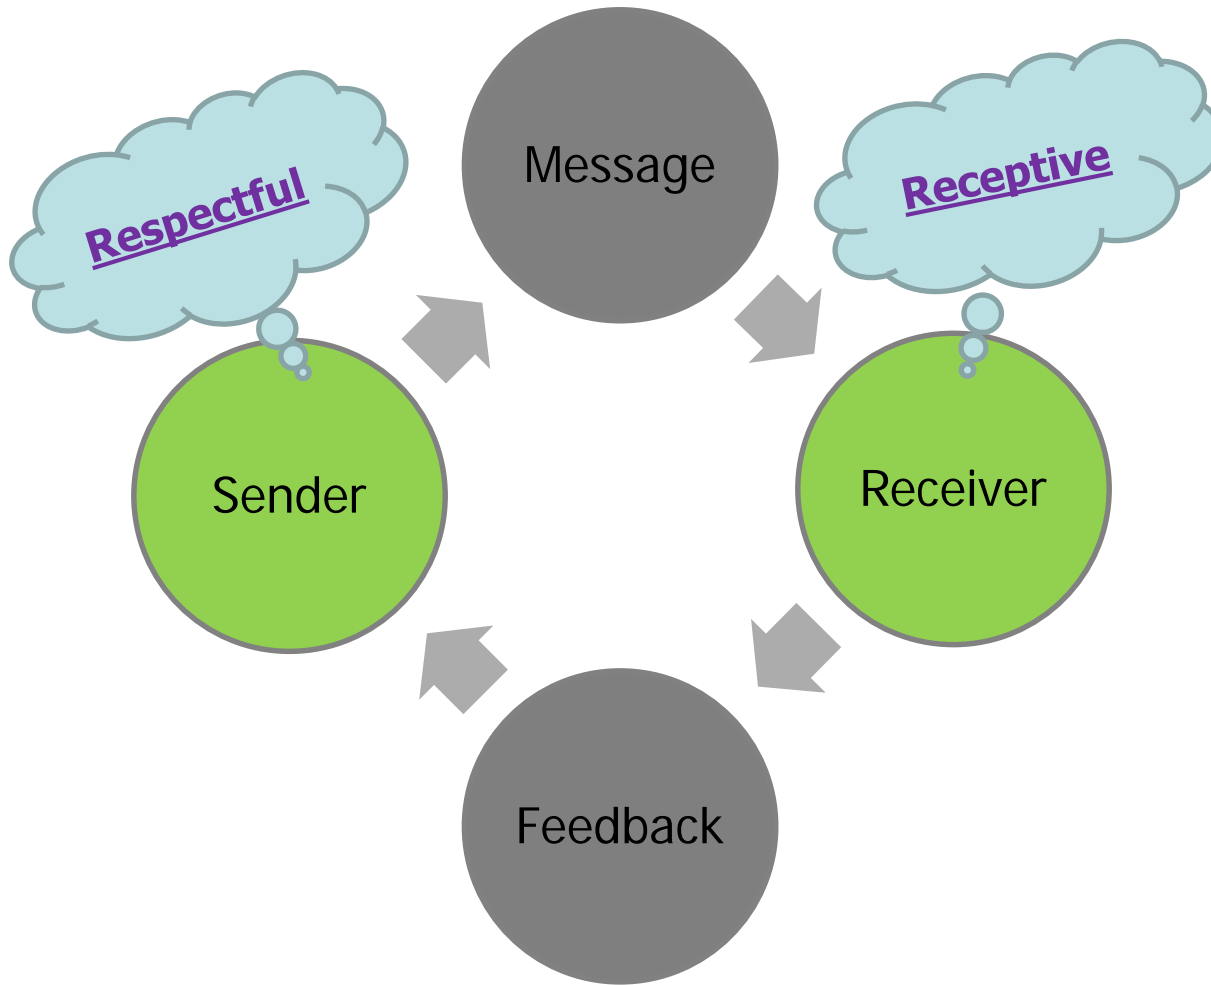 Message
Respectful
Receptive
Sender
Receiver
Feedback